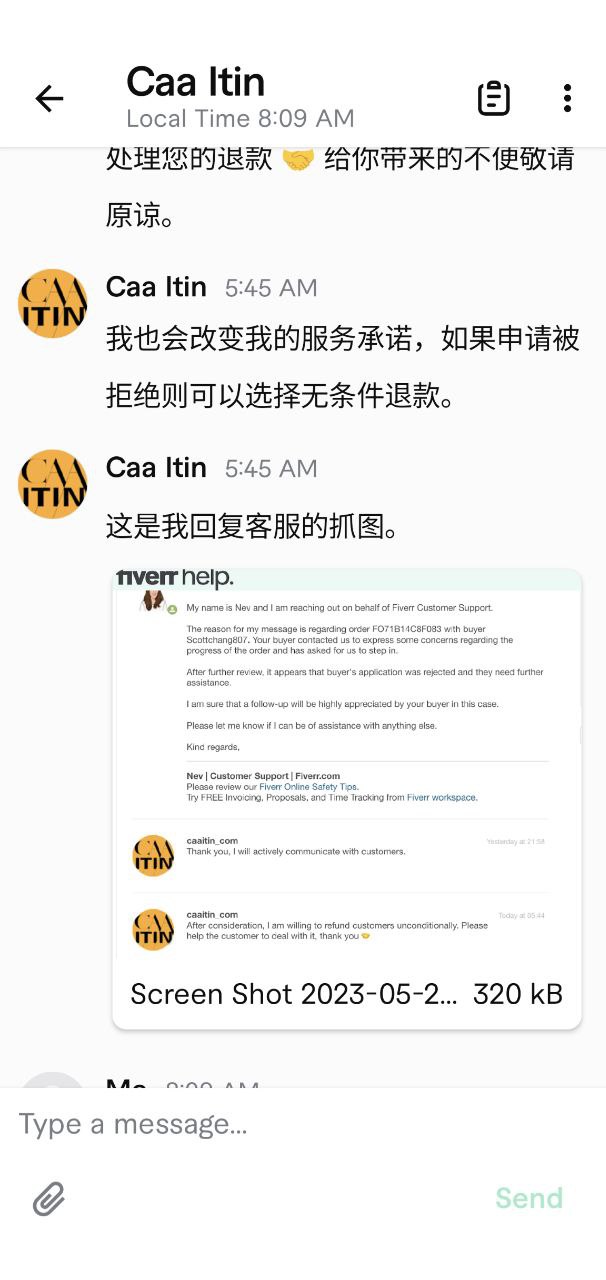 Caa Itin
Local Time 8:09 AM
处理您的退款 🤝 给你带来的不便敬请
原谅。
CAA
ITIN
Caa Itin 5:45 AM
我也会改变我的服务承诺，如果申请被
拒绝则可以选择无条件退款。
CAA
ITIN
Caa Itin 5:45 AM
这是我回复客服的抓图。
fiverr help.
My name is Nev and I am reaching out on behalf of Fiverr Customer Support.
The reason for my message is regarding order FO71B14C8F083 with buyer
Scottchang807. Your buyer contacted us to express some concerns regarding the
progress of the order and has asked for us to step in.
After further review, it appears that buyer's application was rejected and they need further
assistance.
I am sure that a follow-up will be highly appreciated by your buyer in this case.
Please let me know if I can be of assistance with anything else.
Kind regards,
Nev | Customer Support | Fiverr.com
Please review our Fiverr Online Safety Tips.
Try FREE Invoicing, Proposals, and Time Tracking from Fiverr workspace.
CAA
ITIN
caaitin_com Yesterday at 21:58
Thank you, I will actively communicate with customers.
CAA
ITIN
caaitin_com Today at 05:44
After consideration, I am willing to refund customers unconditionally. Please
help the customer to deal with it, thank you 🤝
Screen Shot 2023-05-2... 320 kB
Me 8:09 AM
Type a message...
Send